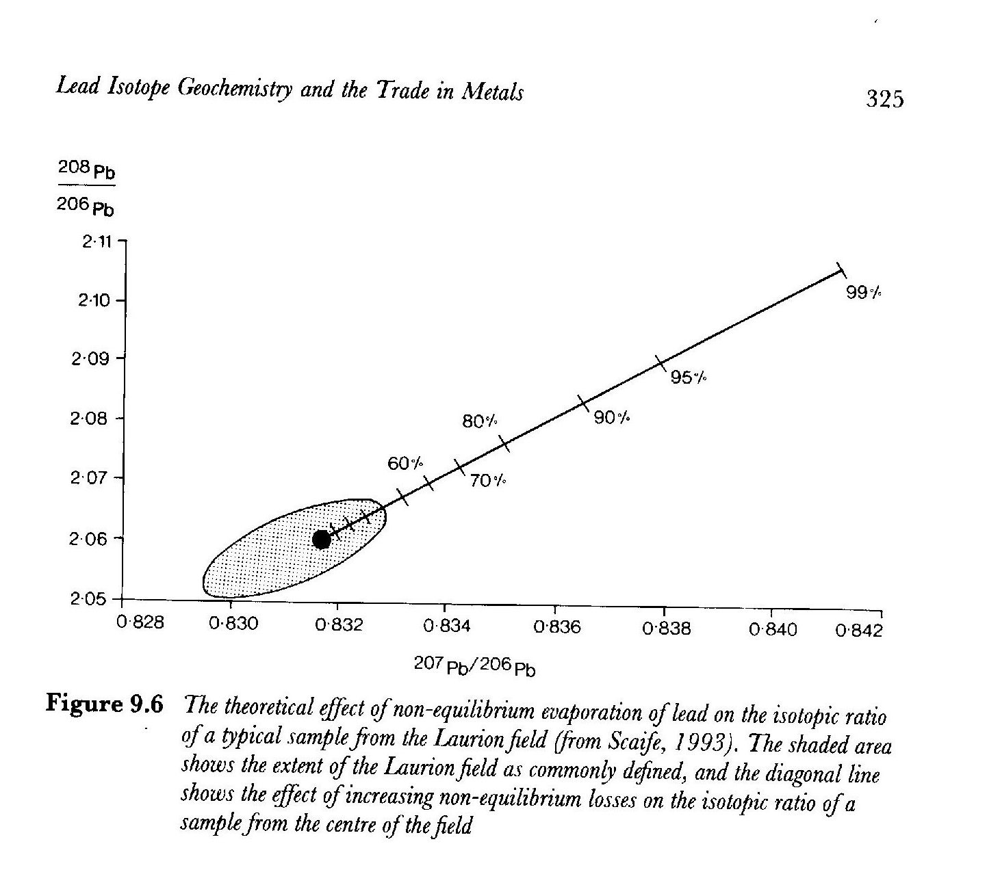 Lead Isotope Geochemistry and the Trade in Metals
325
208Pb
206Pb
2·11
2·10
2·09
2·08
2·07
2·06
2·05
99%
95%
90%
80%
70%
60%
0·828 0·830 0·832 0·834 0·836 0·838 0·840 0·842
207Pb/206Pb
Figure 9.6 The theoretical effect of non-equilibrium evaporation of lead on the isotopic ratio
of a typical sample from the Laurion field (from Scaife, 1993). The shaded area
shows the extent of the Laurion field as commonly defined, and the diagonal line
shows the effect of increasing non-equilibrium losses on the isotopic ratio of a
sample from the centre of the field